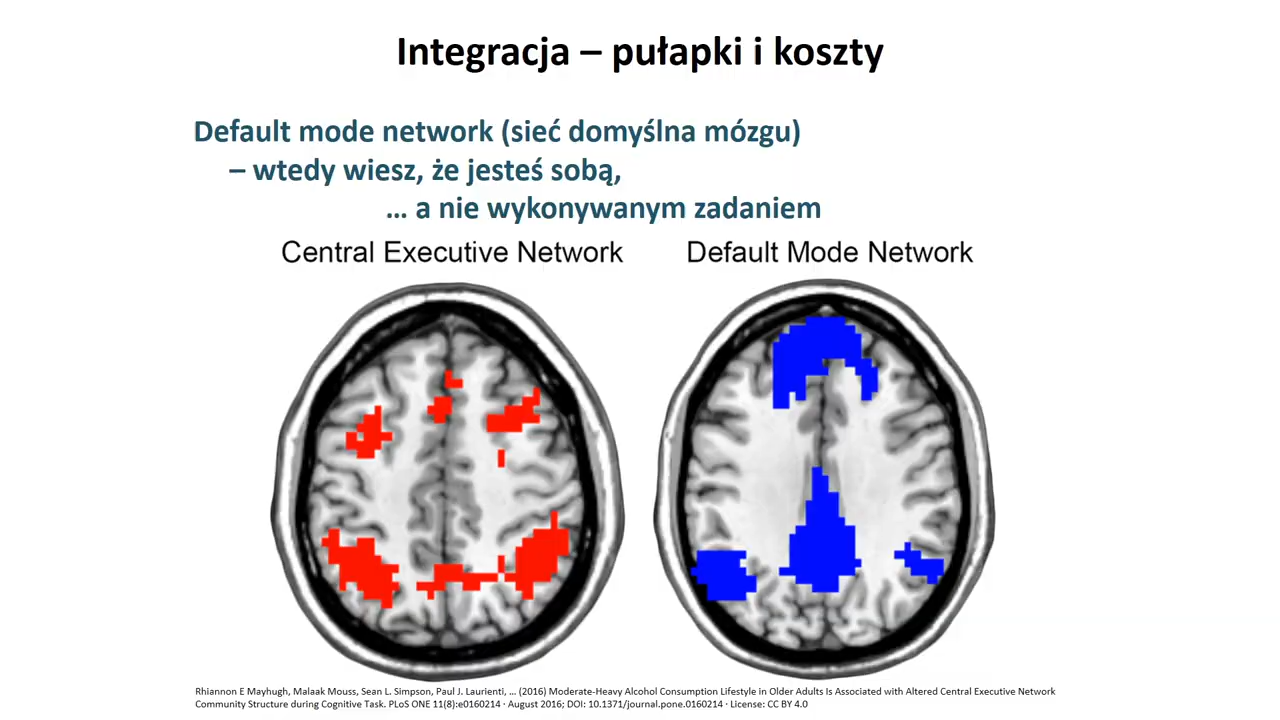 Integracja – pułapki i koszty
Default mode network (sieć domyślna mózgu)
– wtedy wiesz, że jesteś sobą,
... a nie wykonywanym zadaniem
Central Executive Network
Default Mode Network
Rhiannon E Mayhugh, Malaak Mouss, Sean L. Simpson, Paul J. Laurienti, ... (2016) Moderate-Heavy Alcohol Consumption Lifestyle in Older Adults Is Associated with Altered Central Executive Network
Community Structure during Cognitive Task. PLoS ONE 11(8):e0160214 · August 2016; DOI: 10.1371/journal.pone.0160214 · License: CC BY 4.0